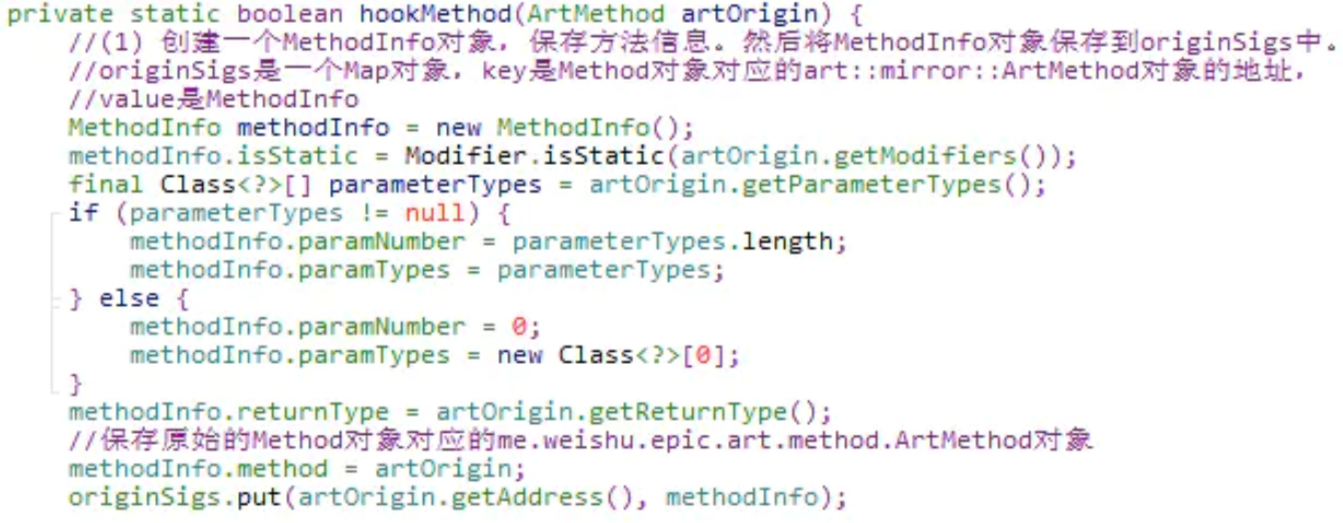 private static boolean hookMethod(ArtMethod artOrigin) {
    //(1) 创建一个MethodInfo对象，保存方法信息。然后将MethodInfo对象保存到originSigs中。
    //originSigs是一个Map对象，key是Method对象对应的art::mirror::ArtMethod对象的地址，
    //value是MethodInfo
    MethodInfo methodInfo = new MethodInfo();
    methodInfo.isStatic = Modifier.isStatic(artOrigin.getModifiers());
    final Class<?>[] parameterTypes = artOrigin.getParameterTypes();
    if (parameterTypes != null) {
        methodInfo.paramNumber = parameterTypes.length;
        methodInfo.paramTypes = parameterTypes;
    } else {
        methodInfo.paramNumber = 0;
        methodInfo.paramTypes = new Class<?>[0];
    }
    methodInfo.returnType = artOrigin.getReturnType();
    //保存原始的Method对象对应的me.weishu.epic.art.method.ArtMethod对象
    methodInfo.method = artOrigin;
    originSigs.put(artOrigin.getAddress(), methodInfo);